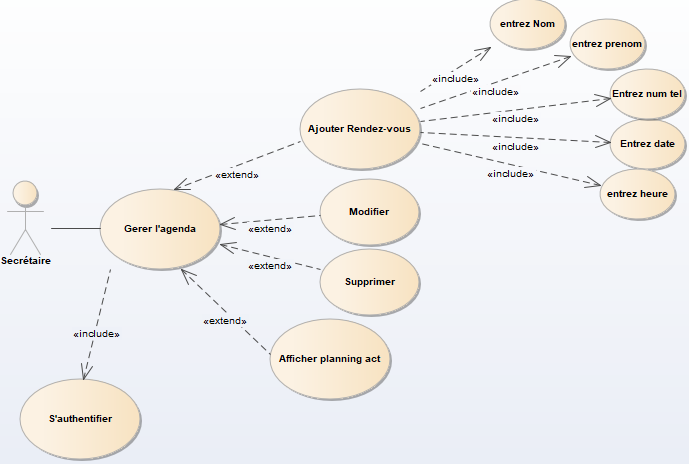 entrez Nom
entrez prenom
«include»
«include»
Entrez num tel
«include»
Ajouter Rendez-vous
«include»
Entrez date
«include»
«extend»
entrez heure
Modifier
Gerer l'agenda
«extend»
Secrétaire
«extend»
Supprimer
«extend»
«include»
Afficher planning act
S'authentifier